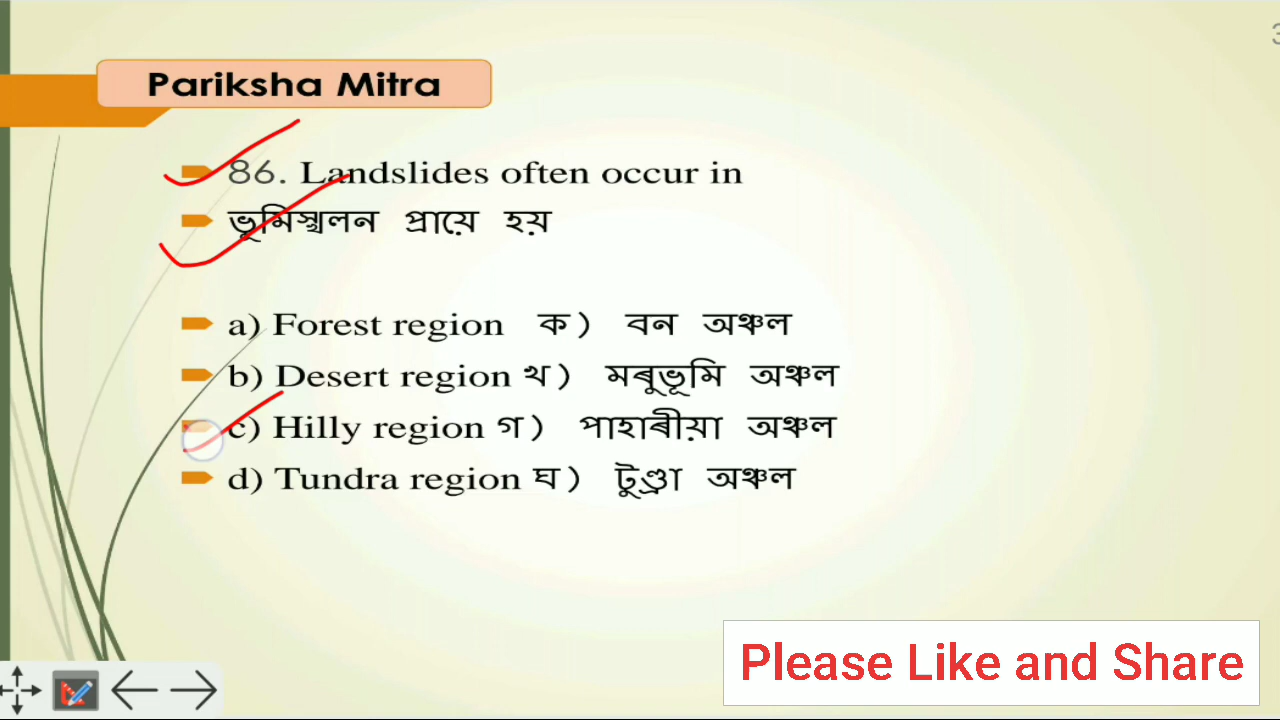 3
Pariksha Mitra
86. Landslides often occur in
ভূমিস্খলন প্ৰায়ে হয়
a) Forest region ক) বন অঞ্চল
b) Desert region খ) মৰুভূমি অঞ্চল
c) Hilly region গ) পাহাৰীয়া অঞ্চল
d) Tundra region ঘ) টুণ্ড্ৰা অঞ্চল
Please Like and Share